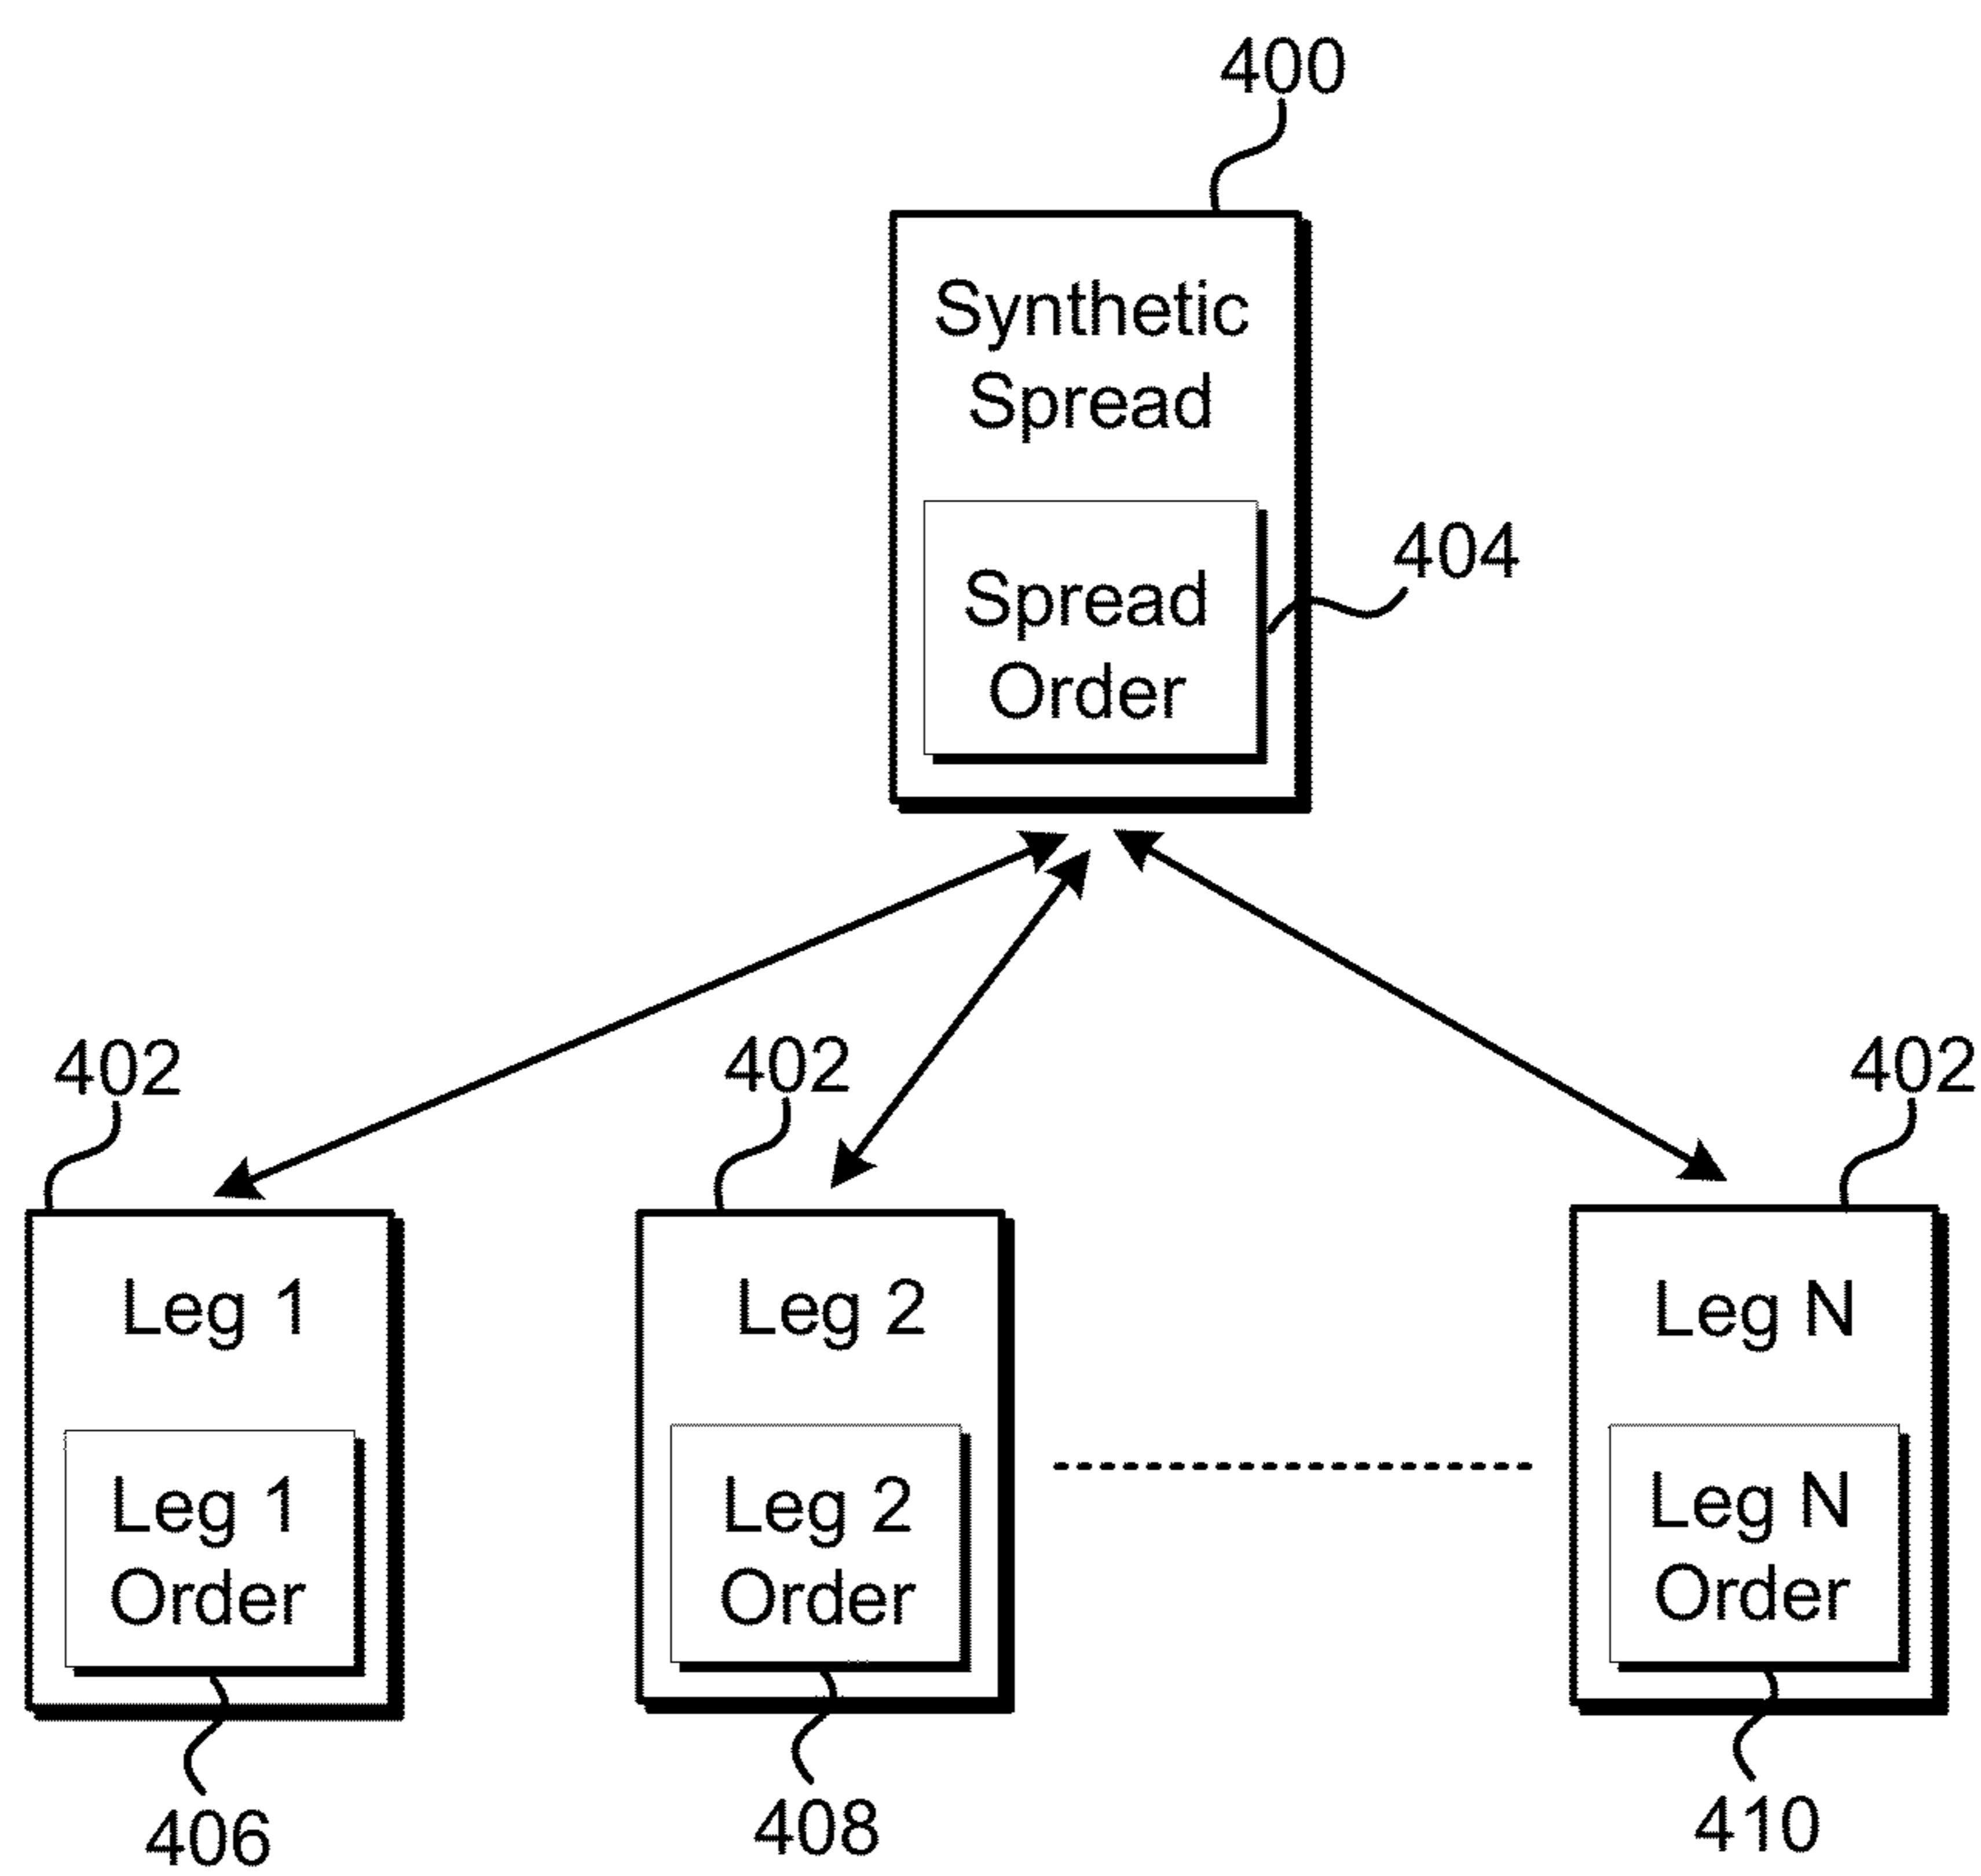 400
Synthetic
Spread
404
Spread
Order
402
402
402
Leg 1
Leg 2
Leg N
Leg 1
Order
Leg 2
Order
Leg N
Order
406
408
410